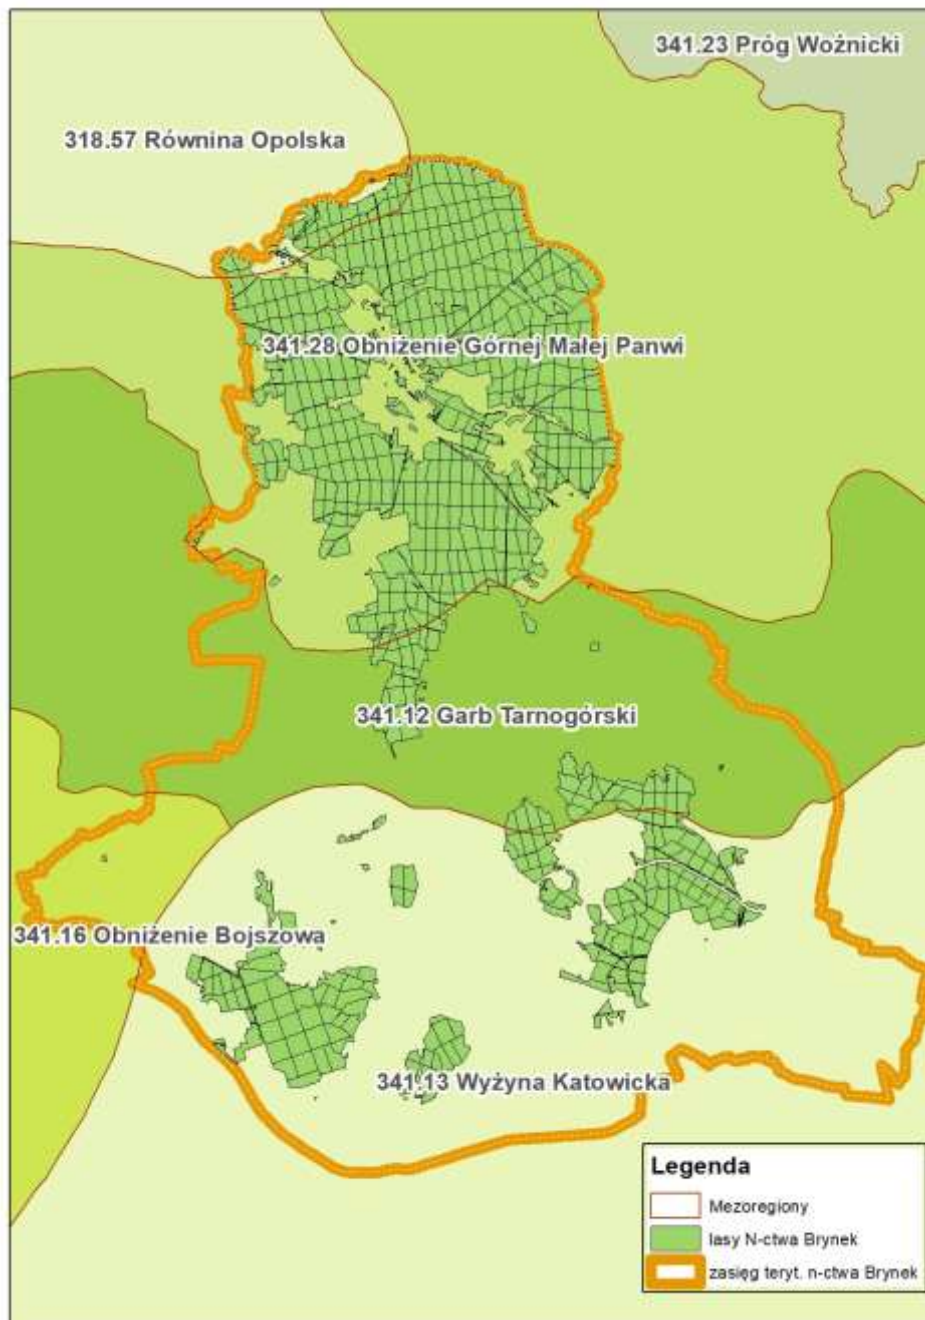 341.23 Próg Woźnicki
318.57 Równina Opolska
341.28 Obniżenie Górnej Małej Panwi
341.12 Garb Tarnogórski
341.16 Obniżenie Bojszowa
341.13 Wyżyna Katowicka
Legenda
Mezoregiony
lasy N-ctwa Brynek
zasięg teryt. n-ctwa Brynek